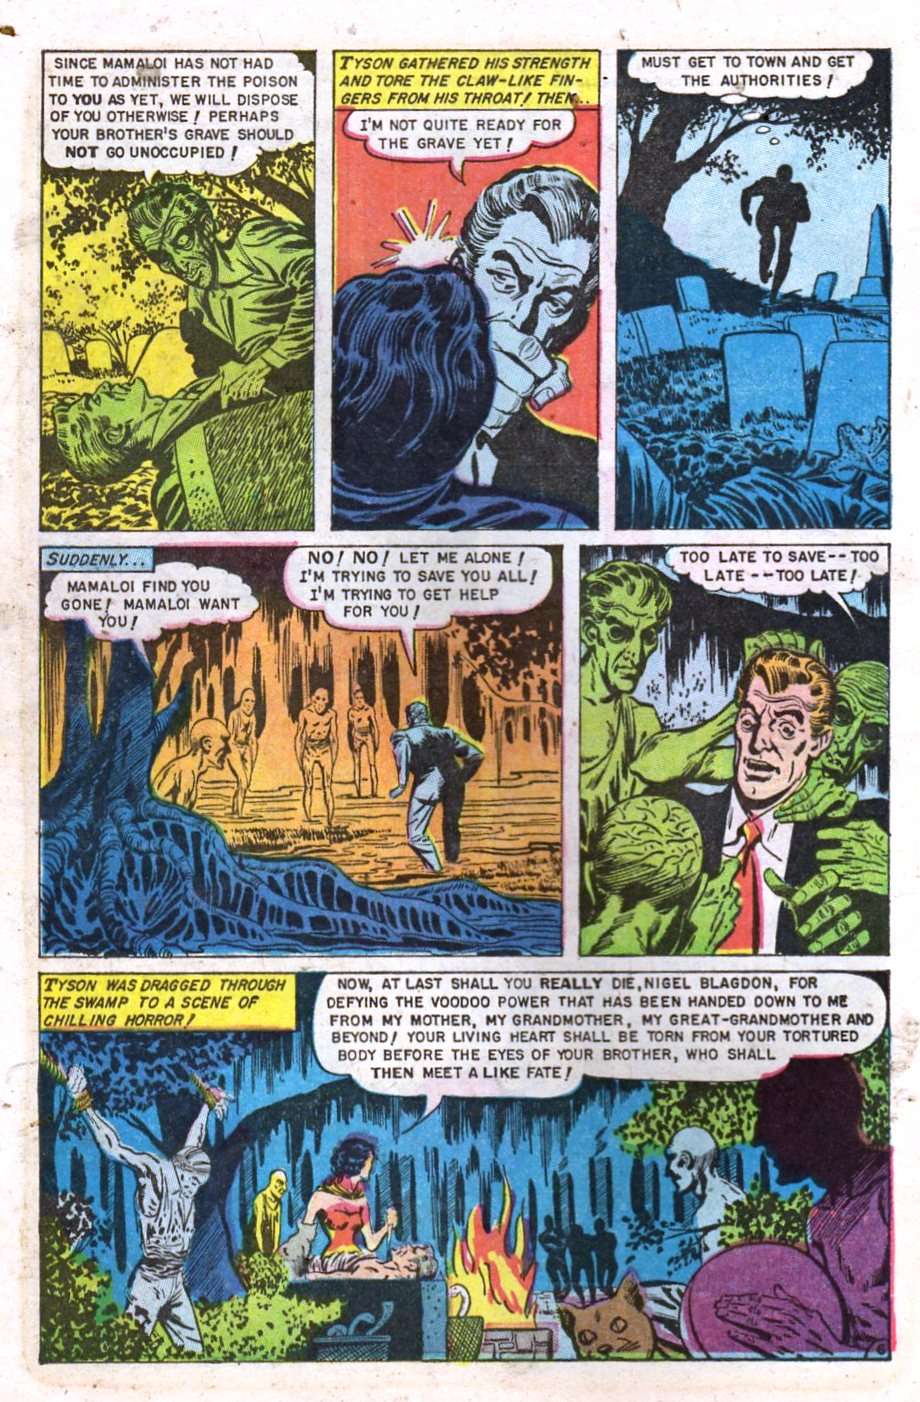 SINCE MAMALOI HAS NOT HAD
TIME TO ADMINISTER THE POISON
TO YOU AS YET, WE WILL DISPOSE
OF YOU OTHERWISE! PERHAPS
YOUR BROTHER'S GRAVE SHOULD
NOT GO UNOCCUPIED!
TYSON GATHERED HIS STRENGTH
AND TORE THE CLAW-LIKE FIN-
GERS FROM HIS THROAT! THEN...
I'M NOT QUITE READY FOR
THE GRAVE YET!
MUST GET TO TOWN AND GET
THE AUTHORITIES!
SUDDENLY...
MAMALOI FIND YOU
GONE! MAMALOI WANT
YOU!
NO! NO! LET ME ALONE!
I'M TRYING TO SAVE YOU ALL!
I'M TRYING TO GET HELP
FOR YOU!
TOO LATE TO SAVE--TOO
LATE--TOO LATE!
TYSON WAS DRAGGED THROUGH
THE SWAMP TO A SCENE OF
CHILLING HORROR!
NOW, AT LAST SHALL YOU REALLY DIE, NIGEL BLAGDON, FOR
DEFYING THE VOODOO POWER THAT HAS BEEN HANDED DOWN TO ME
FROM MY MOTHER, MY GRANDMOTHER, MY GREAT-GRANDMOTHER AND
BEYOND! YOUR LIVING HEART SHALL BE TORN FROM YOUR TORTURED
BODY BEFORE THE EYES OF YOUR BROTHER, WHO SHALL
THEN MEET A LIKE FATE!